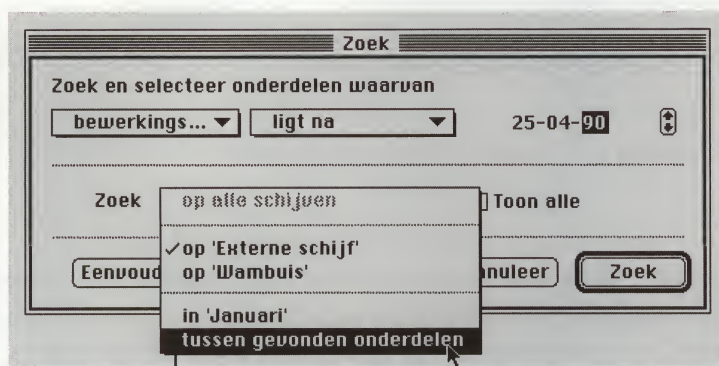 Zoek
Zoek en selecteer onderdelen waarvan
bewerkings... ligt na 25-04-90
Zoek op alle schijven Toon alle
✓op 'Externe schijf'
op 'Wambuis'
Eenvoud nnuleer Zoek
in 'Januari'
tussen gevonden onderdelen